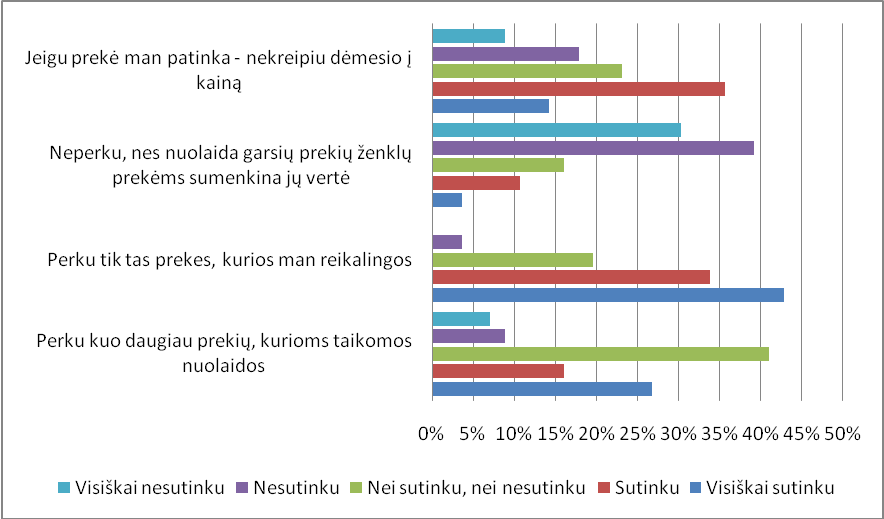 Jeigu prekė man patinka - nekreipiu dėmesio į
kainą
Neperku, nes nuolaida garsių prekių ženklų
prekėms sumenkina jų vertė
Perku tik tas prekes, kurios man reikalingos
Perku kuo daugiau prekių, kurioms taikomos
nuolaidos
0% 5% 10% 15% 20% 25% 30% 35% 40% 45% 50%
Visiškai nesutinku Nesutinku Nei sutinku, nei nesutinku Sutinku Visiškai sutinku